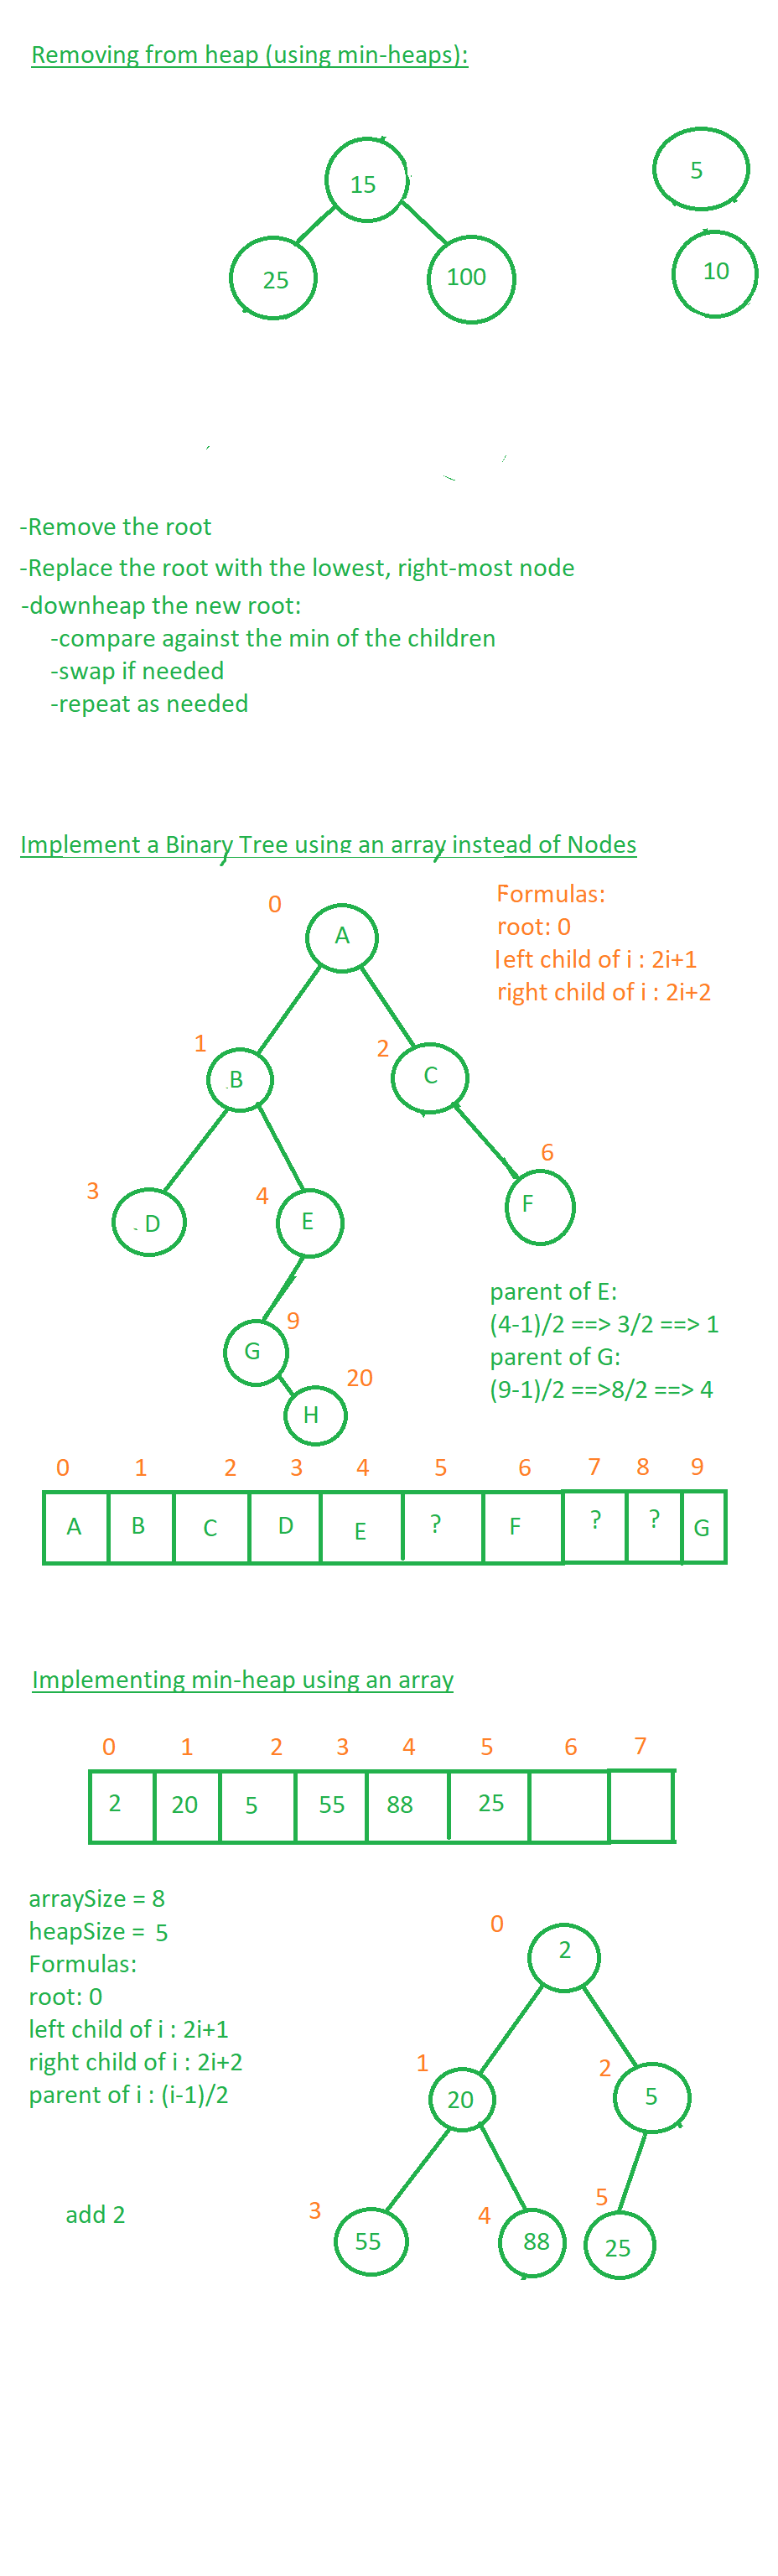 Removing from heap (using min-heaps):
15
5
25
100
10
-Remove the root
-Replace the root with the lowest, right-most node
-downheap the new root:
-compare against the min of the children
-swap if needed
-repeat as needed
Implement a Binary Tree using an array instead of Nodes
Formulas:
root: 0
left child of i : 2i+1
right child of i : 2i+2
0
A
1
B
2
C
3
D
4
E
6
F
9
G
20
H
parent of E:
(4-1)/2 ==> 3/2 ==> 1
parent of G:
(9-1)/2 ==>8/2 ==> 4
0 1 2 3 4 5 6 7 8 9
A B C D E ? F ? ? G
Implementing min-heap using an array
0 1 2 3 4 5 6 7
2 20 5 55 88 25
arraySize = 8
heapSize = 5
Formulas:
root: 0
left child of i : 2i+1
right child of i : 2i+2
parent of i : (i-1)/2
add 2
0
2
1
20
2
5
3
55
4
88
5
25